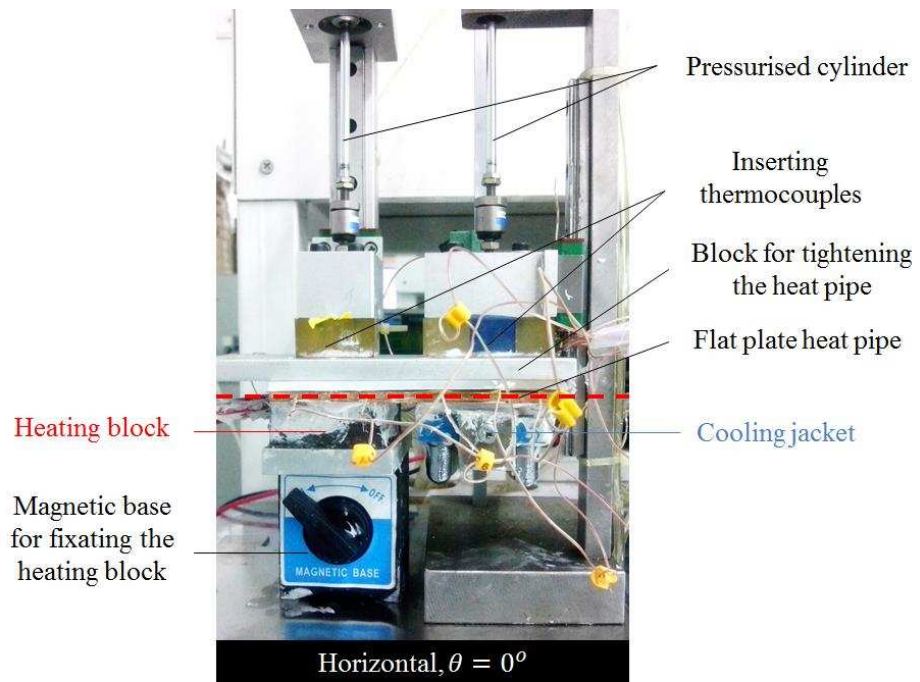 Pressurised cylinder
Inserting
thermocouples
Block for tightening
the heat pipe
Flat plate heat pipe
Heating block
Cooling jacket
Magnetic base
for fixating the
heating block
OFF
MAGNETIC BASE
Horizontal, θ = 0°